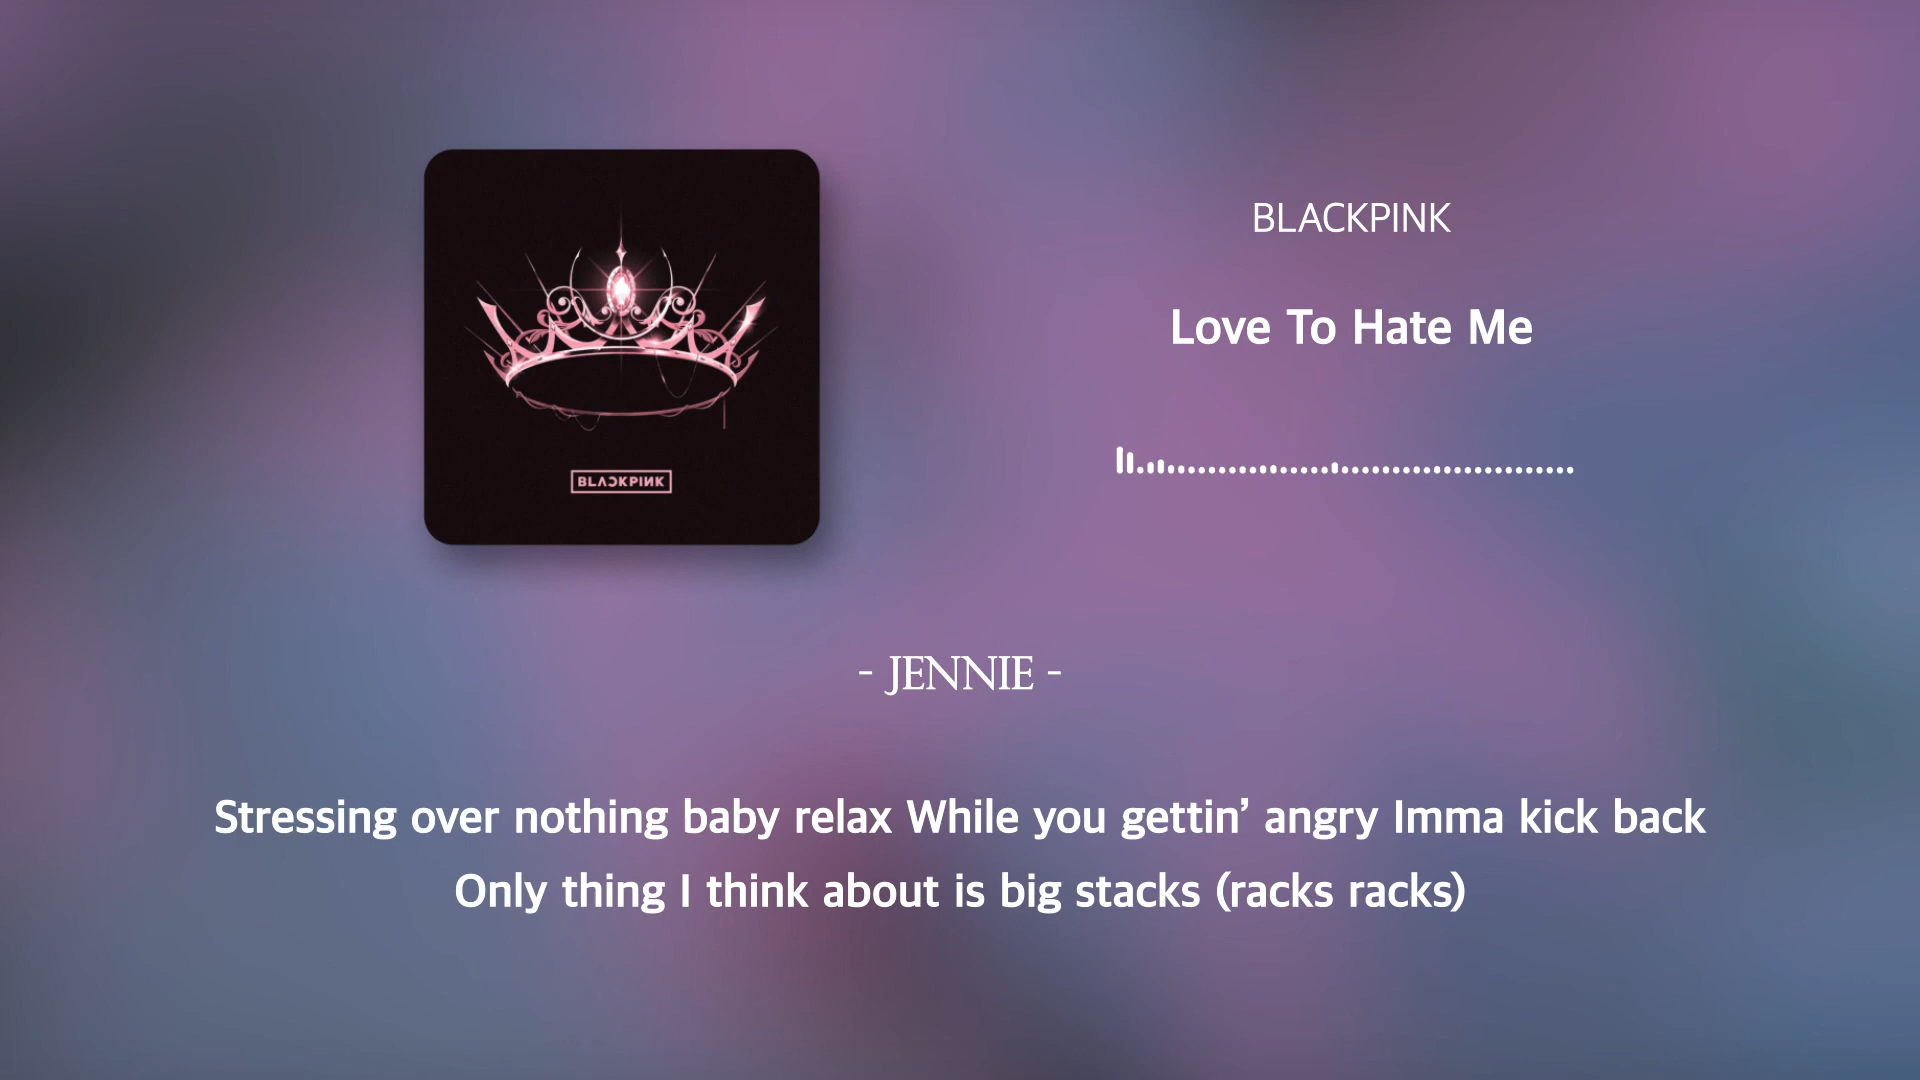 BLACKPINK
BLACKPINK
Love To Hate Me
- JENNIE -
Stressing over nothing baby relax While you gettin’ angry Imma kick back
Only thing I think about is big stacks (racks racks)